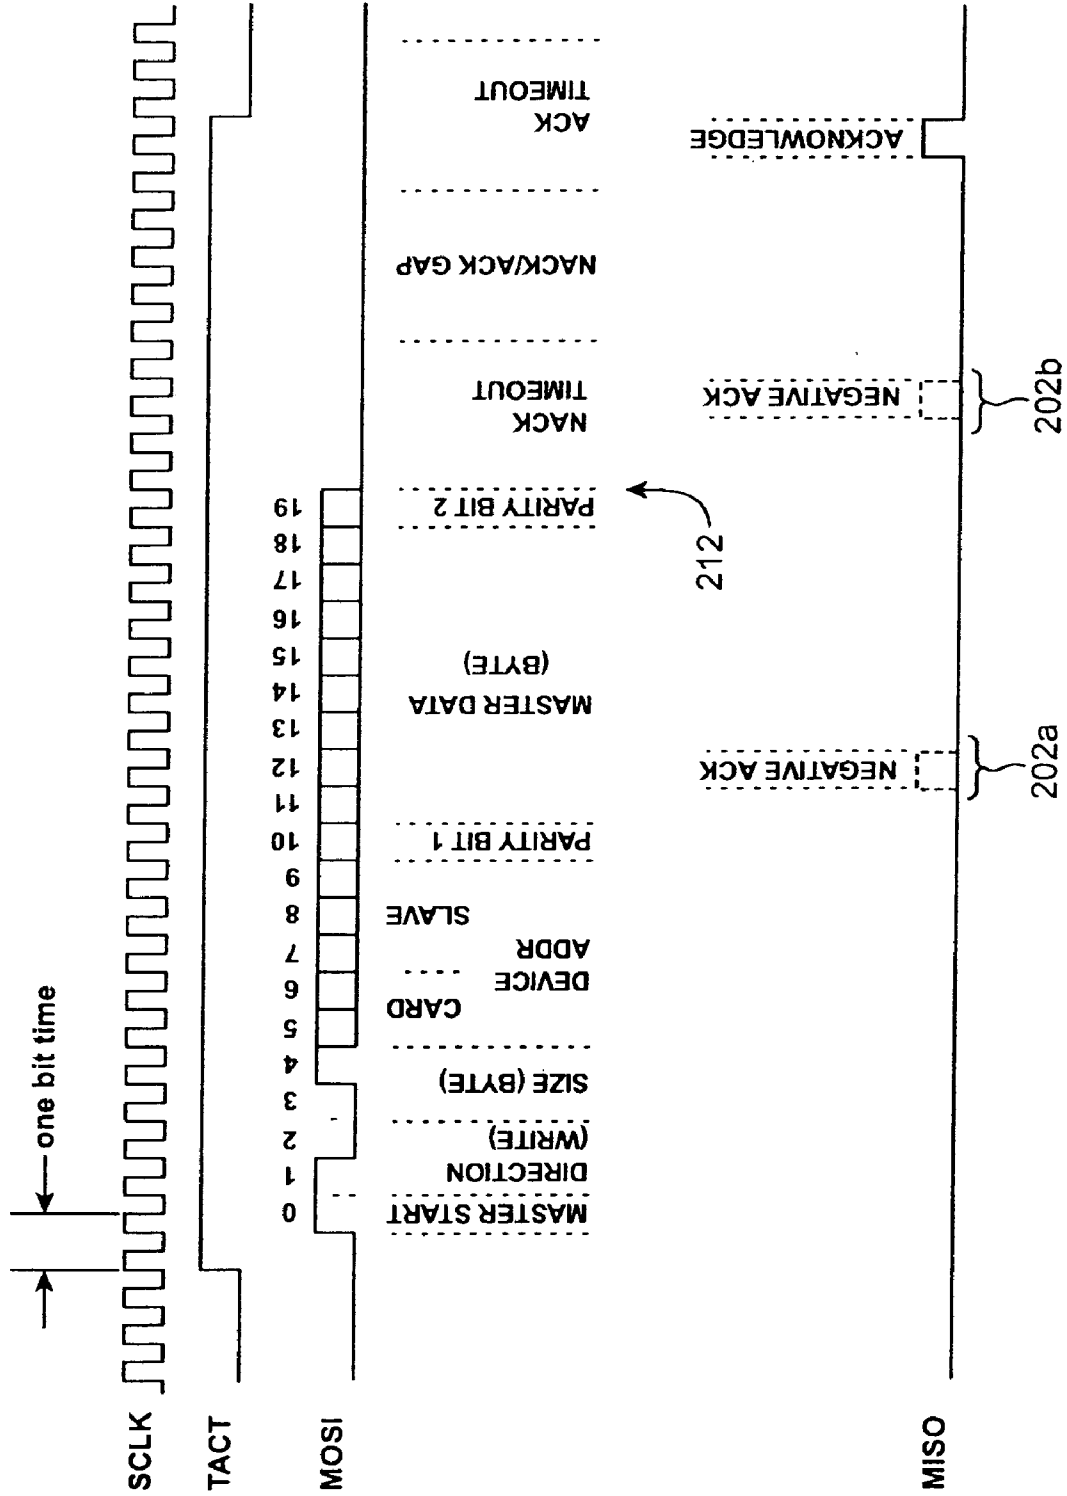 one bit time
SCLK
TACT
MOSI
0 1 2 3 4 5 6 7 8 9 10 11 12 13 14 15 16 17 18 19
MASTER START
DIRECTION
(WRITE)
SIZE (BYTE)
CARD
SLAVE
DEVICE
ADDR
PARITY BIT 1
MASTER DATA
(BYTE)
PARITY BIT 2
NACK
TIMEOUT
NACK/ACK GAP
ACK
TIMEOUT
212
NEGATIVE ACK
NEGATIVE ACK
ACKNOWLEDGE
MISO
202a
202b